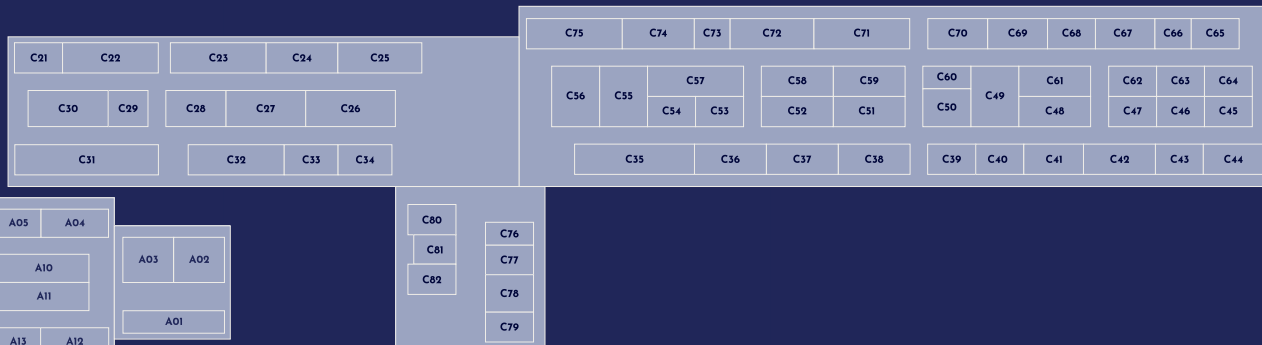 C75 C74 C73 C72 C71 C70 C69 C68 C67 C66 C65
C21 C22 C23 C24 C25
C56 C55 C57 C58 C59 C60 C49 C61 C62 C63 C64
C54 C53 C52 C51 C50 C48 C47 C46 C45
C30 C29 C28 C27 C26
C31 C32 C33 C34
C35 C36 C37 C38 C39 C40 C41 C42 C43 C44
A05 A04
A03 A02
A10
A11
A01
A13 A12
C80
C81
C82
C76
C77
C78
C79